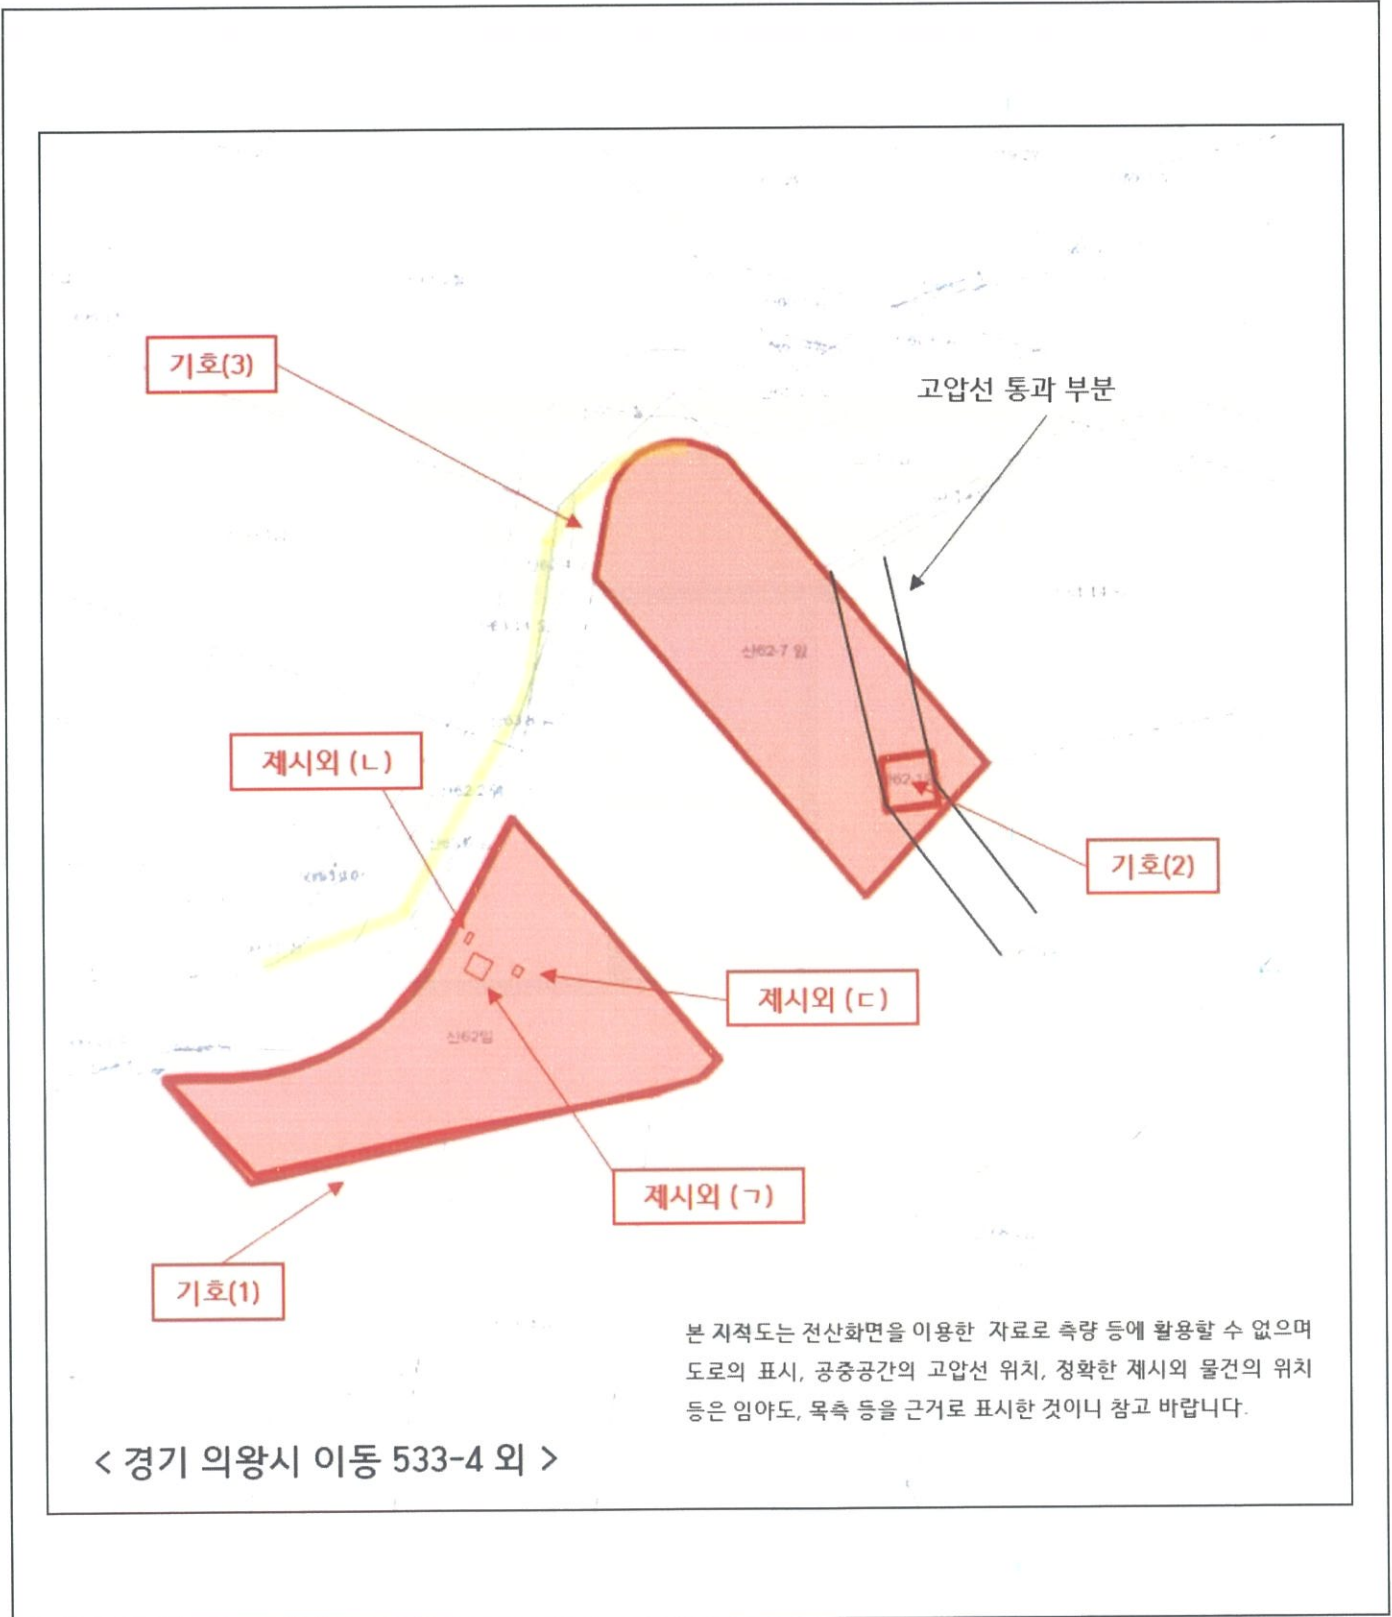 기호(3)
고압선 통과 부분
산62-7 임
제시외 (ㄴ)
기호(2)
제시외 (ㄷ)
산62임
제시외 (ㄱ)
기호(1)
본 지적도는 전산화면을 이용한 자료로 측량 등에 활용할 수 없으며
도로의 표시, 공중공간의 고압선 위치, 정확한 제시외 물건의 위치
등은 임야도, 목측 등을 근거로 표시한 것이니 참고 바랍니다.
< 경기 의왕시 이동 533-4 외 >